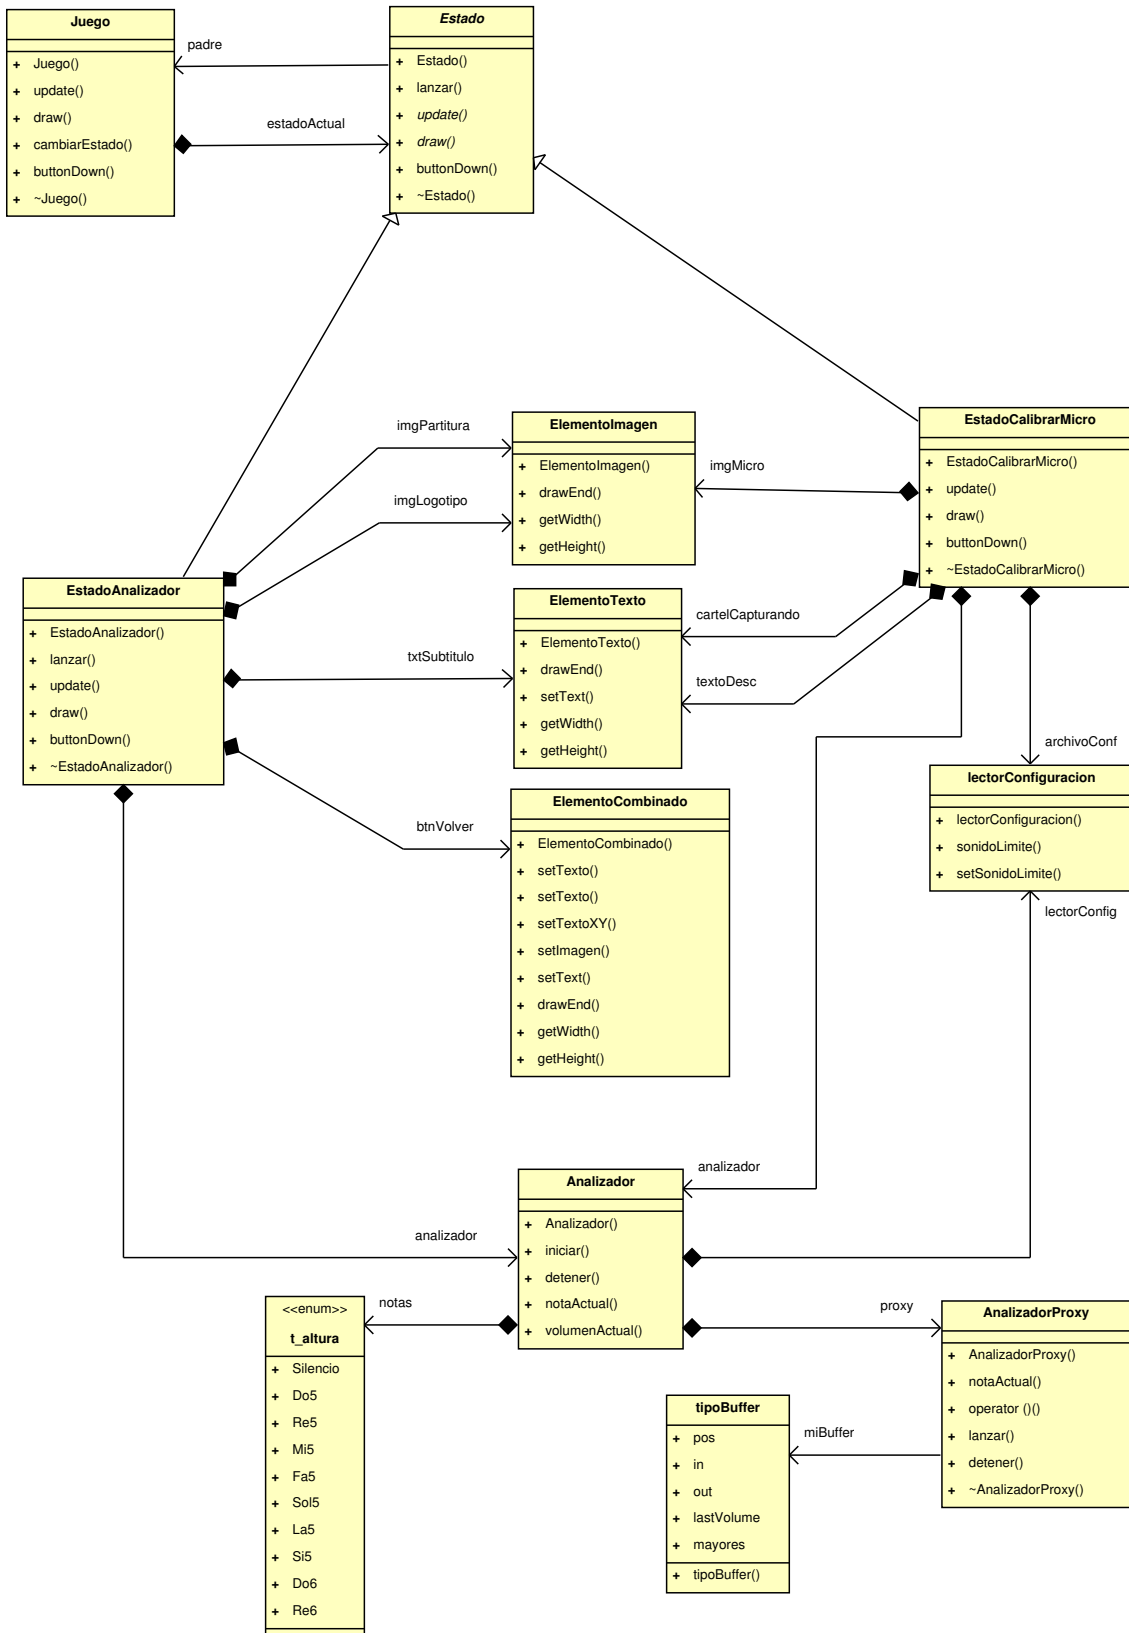 Juego
+ Juego()
+ update()
+ draw()
+ cambiarEstado()
+ buttonDown()
+ ~Juego()
padre
estadoActual
Estado
+ Estado()
+ lanzar()
+ update()
+ draw()
+ buttonDown()
+ ~Estado()
imgPartitura
imgLogotipo
ElementoImagen
+ ElementoImagen()
+ drawEnd()
+ getWidth()
+ getHeight()
imgMicro
EstadoCalibrarMicro
+ EstadoCalibrarMicro()
+ update()
+ draw()
+ buttonDown()
+ ~EstadoCalibrarMicro()
EstadoAnalizador
+ EstadoAnalizador()
+ lanzar()
+ update()
+ draw()
+ buttonDown()
+ ~EstadoAnalizador()
txtSubtitulo
ElementoTexto
+ ElementoTexto()
+ drawEnd()
+ setText()
+ getWidth()
+ getHeight()
cartelCapturando
textoDesc
archivoConf
lectorConfiguracion
+ lectorConfiguracion()
+ sonidoLimite()
+ setSonidoLimite()
lectorConfig
btnVolver
ElementoCombinado
+ ElementoCombinado()
+ setTexto()
+ setTexto()
+ setTextoXY()
+ setImagen()
+ setText()
+ drawEnd()
+ getWidth()
+ getHeight()
analizador
analizador
Analizador
+ Analizador()
+ iniciar()
+ detener()
+ notaActual()
+ volumenActual()
notas
<<enum>>
t_altura
+ Silencio
+ Do5
+ Re5
+ Mi5
+ Fa5
+ Sol5
+ La5
+ Si5
+ Do6
+ Re6
proxy
AnalizadorProxy
+ AnalizadorProxy()
+ notaActual()
+ operator ()()
+ lanzar()
+ detener()
+ ~AnalizadorProxy()
miBuffer
tipoBuffer
+ pos
+ in
+ out
+ lastVolume
+ mayores
+ tipoBuffer()